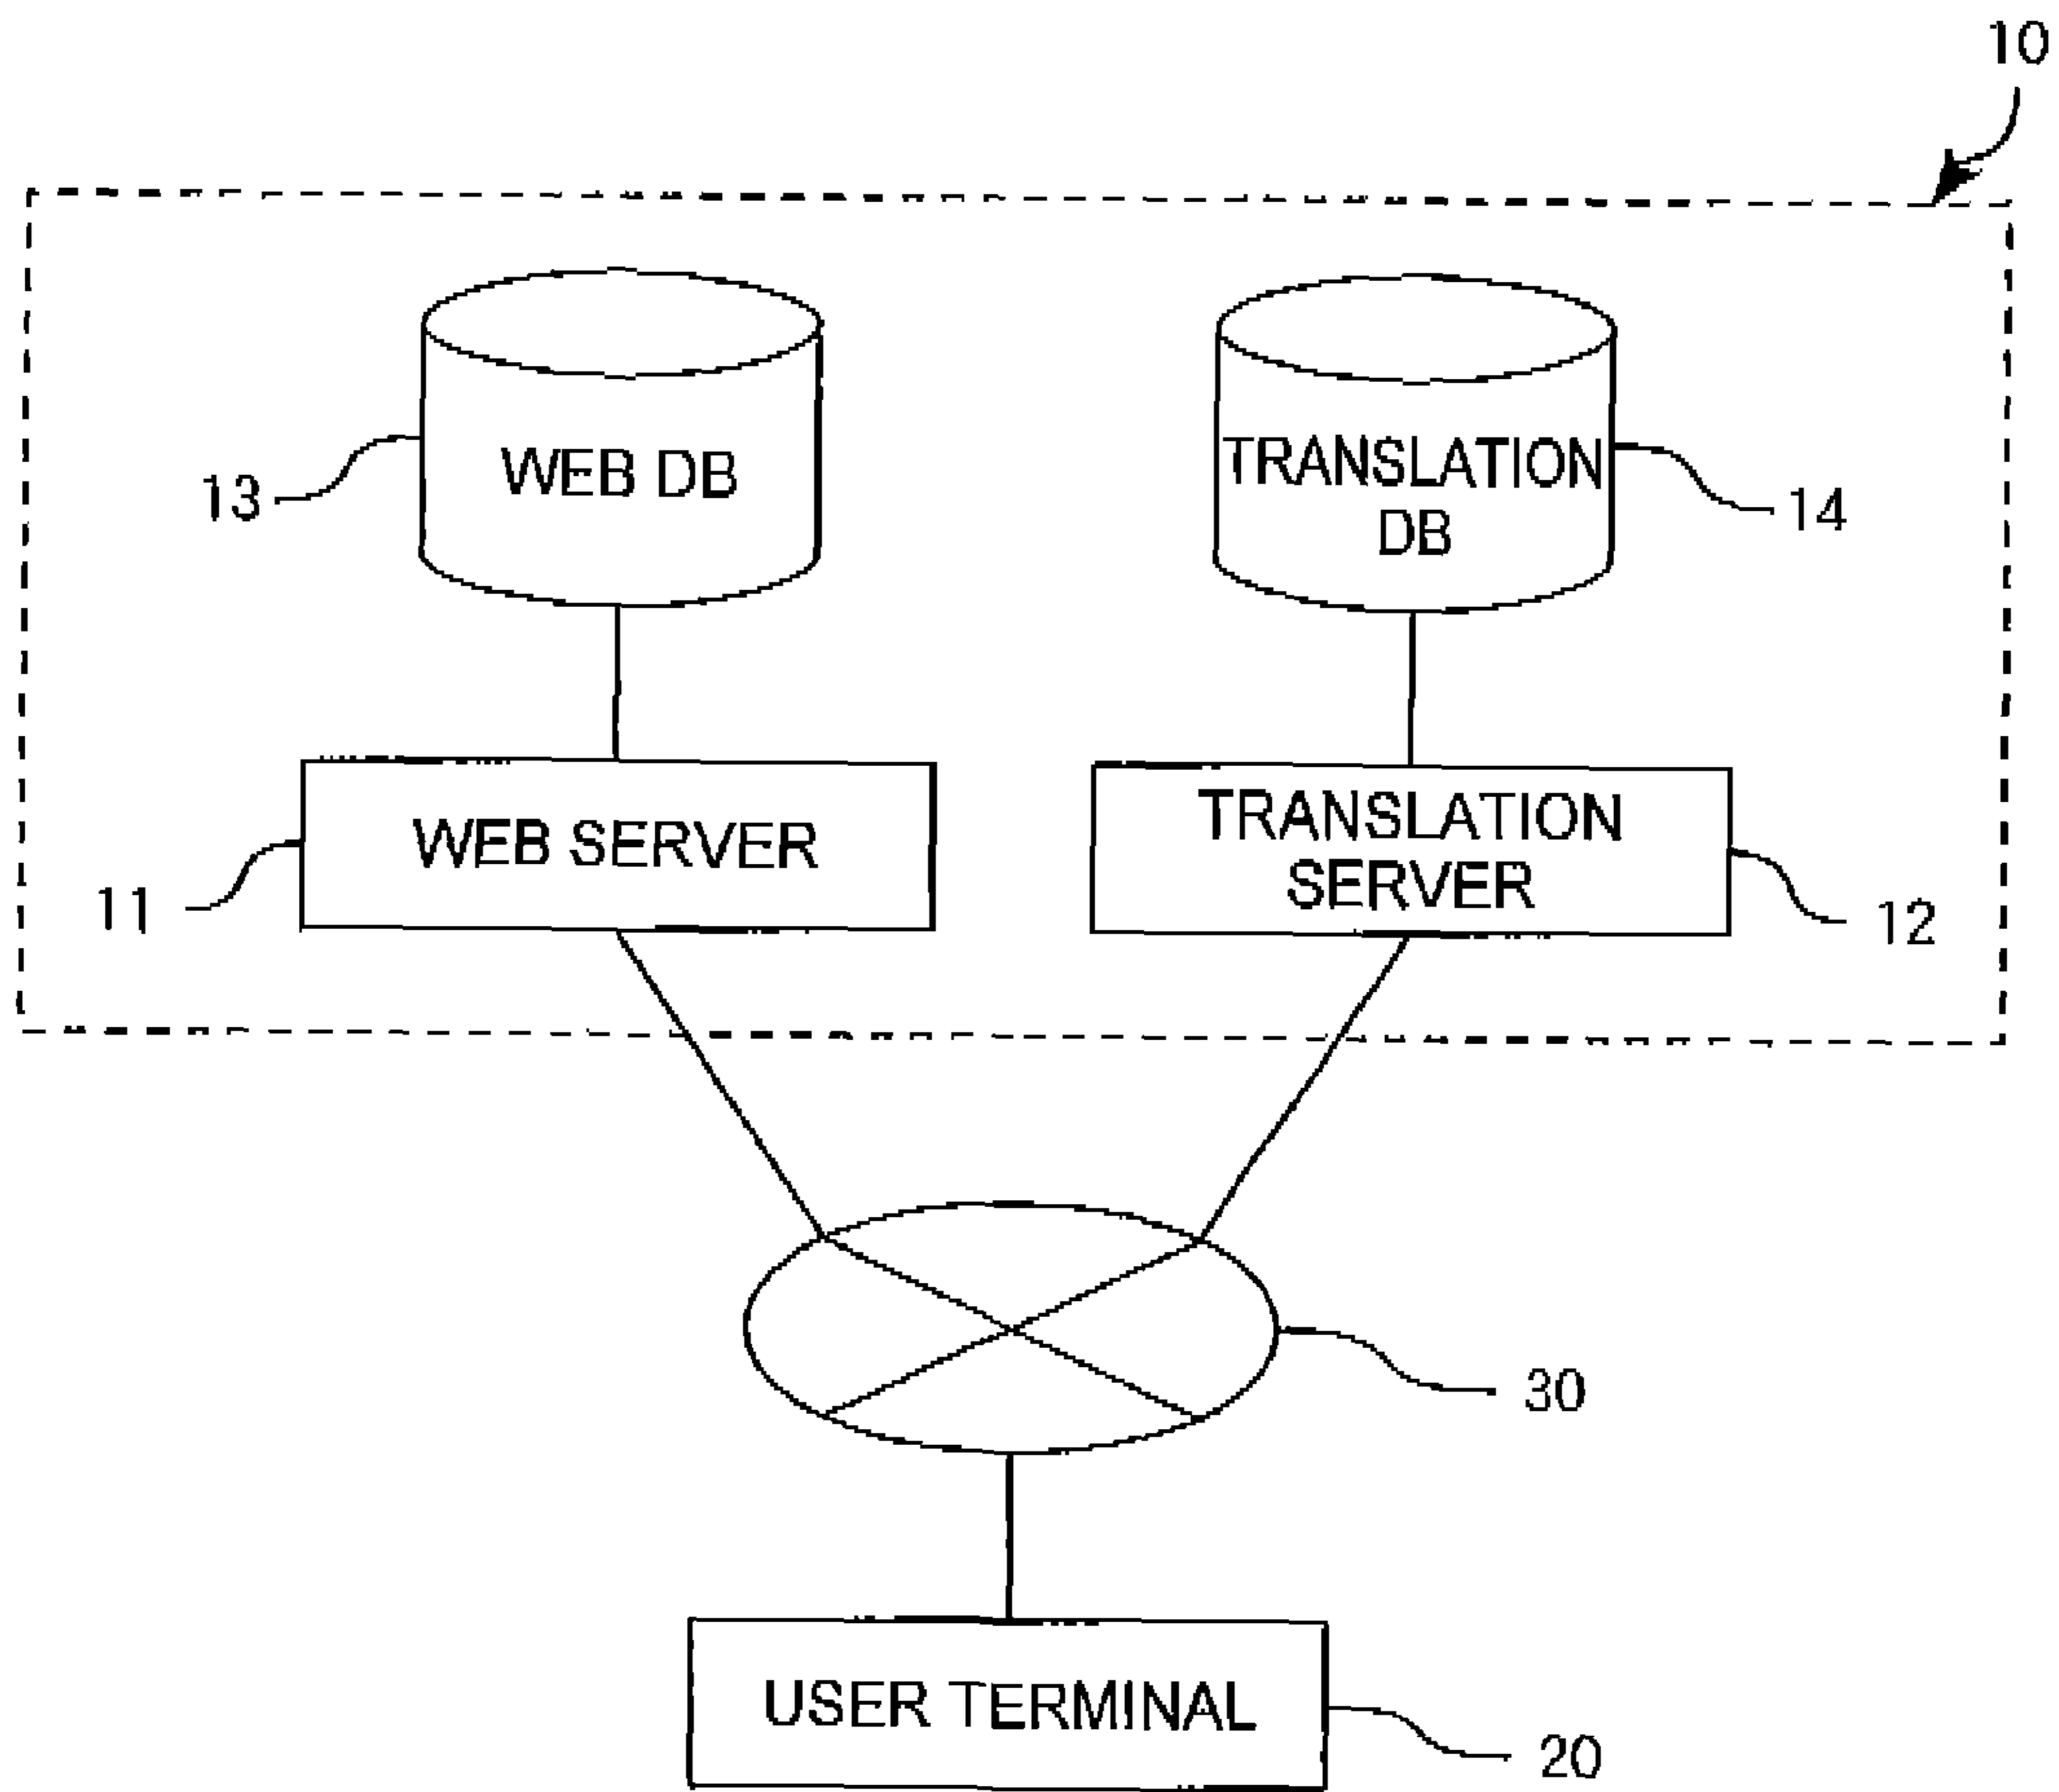 10
WEB DB
13
TRANSLATION
DB
14
WEB SERVER
11
TRANSLATION
SERVER
12
30
USER TERMINAL
20